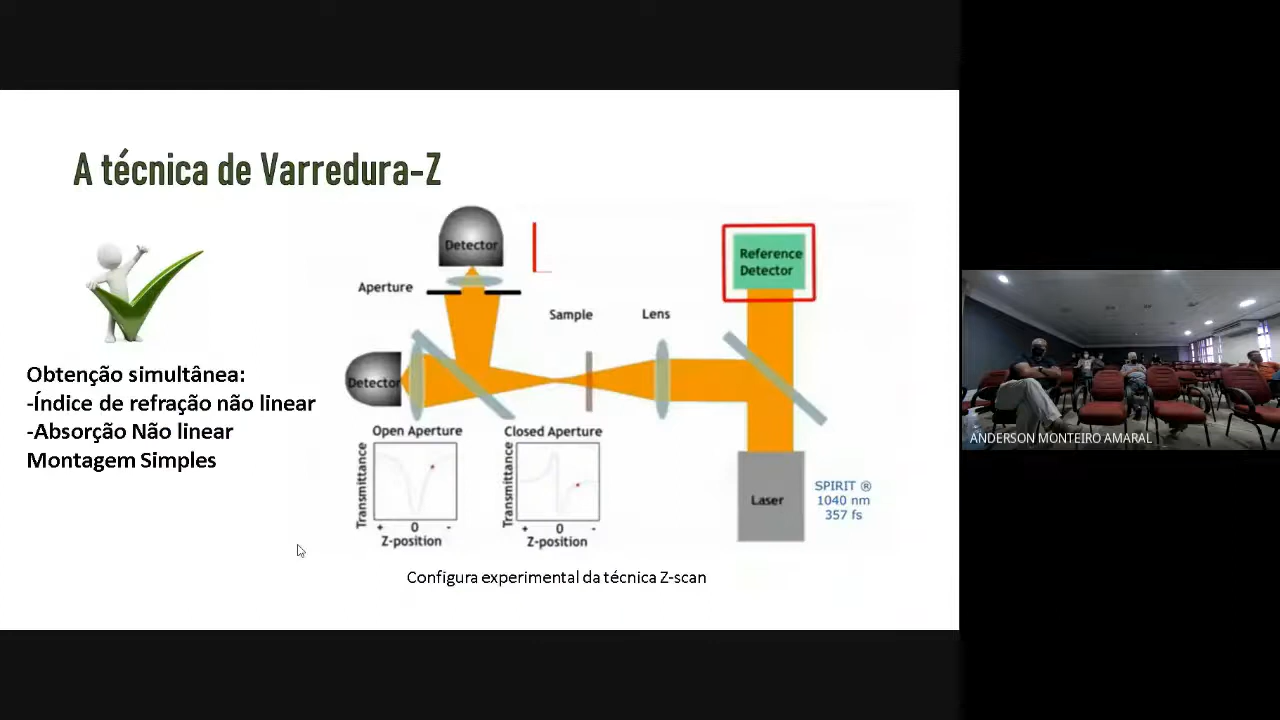 A técnica de Varredura-Z
Obtenção simultânea:
-Índice de refração não linear
-Absorção Não linear
Montagem Simples
Detector
Aperture
Sample
Lens
Reference
Detector
Detector
Open Aperture
Closed Aperture
Transmittance
+ 0 -
Z-position
Transmittance
+ 0 -
Z-position
Laser
SPIRIT ®
1040 nm
357 fs
Configura experimental da técnica Z-scan
ANDERSON MONTEIRO AMARAL